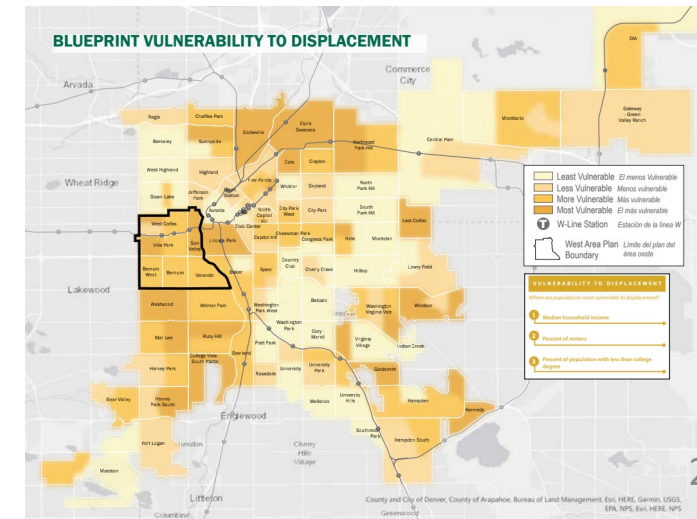 BLUEPRINT VULNERABILITY TO DISPLACEMENT
DIA
Commerce
City
Arvada
Gateway
- Green
Valley Ranch
Montbello
Regis
Chaffee Park
Elyria
Swansea
Globeville
Central Park
Berkeley
Sunnyside
Northeast
Park Hill
Cole
Clayton
West Highland
Highland
Five Points
Whittier
Skyland
North
Park Hill
Wheat Ridge
Sloan Lake
Jefferson
Park
Union
Station
Auraria
North
Capitol
Hill
City Park
West
City Park
South
Park Hill
West Colfax
Civic Center
East Colfax
Villa Park
Sun
Valley
Lincoln Park
Capitol Hill
Cheesman Park
Congress Park
Hale
Montclair
Barnum
West
Barnum
Valverde
Baker
Speer
Country
Club
Cherry Creek
Hilltop
Lowry Field
Lakewood
Westwood
Athmar Park
Washington
Park West
Belcaro
Washington
Virginia Vale
Windsor
Washington
Park
Mar Lee
Ruby Hill
Platt Park
Cory-
Merrill
Virginia
Village
Indian Creek
College View
South Platte
Overland
Harvey Park
Rosedale
University
University
Park
Goldsmith
Bear Valley
Harvey
Park South
Wellshire
University
Hills
Hampden
Kennedy
Englewood
Southmoor
Park
Hampden South
Fort Logan
Sheridan
Cherry
Hills
Village
Marston
Littleton
Columbine
Greenwood
Least Vulnerable El menos Vulnerable
Less Vulnerable Menos vulnerable
More Vulnerable Más vulnerable
Most Vulnerable El más vulnerable
T W-Line Station Estación de la línea W
West Area Plan Límite del plan del
Boundary área oeste
VULNERABILITY TO DISPLACEMENT
Where are populations most vulnerable to displacement?
1 Median household income
2 Percent of renters
3 Percent of population with less than college
degree
County and City of Denver, County of Arapahoe, Bureau of Land Management, Esri, HERE, Garmin, USGS,
EPA, NPS, Esri, HERE, NPS
2